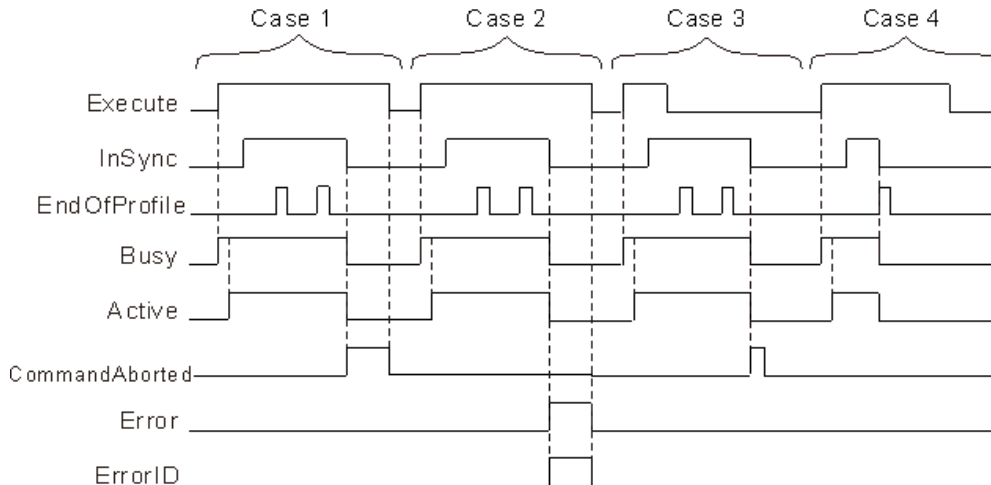 Case 1 Case 2 Case 3 Case 4
Execute
InSync
EndOfProfile
Busy
Active
CommandAborted
Error
ErrorID